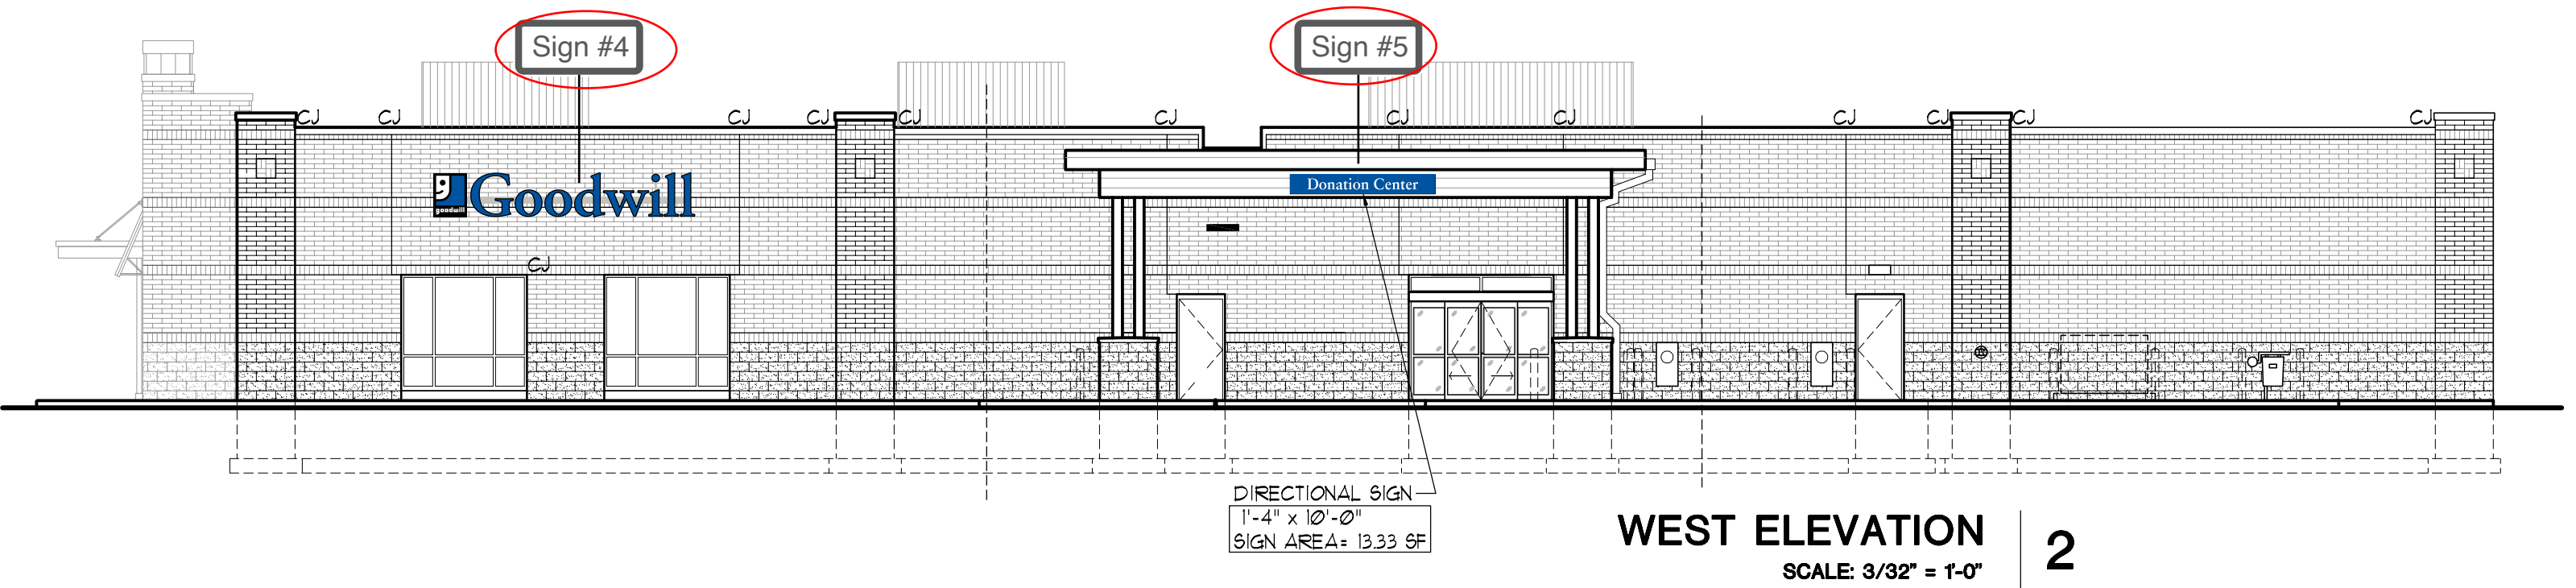 Sign #4
Sign #5
CJ CJ CJ CJ CJ CJ CJ CJ CJ CJ CJ CJ
goodwill
Goodwill
Donation Center
CJ
DIRECTIONAL SIGN
1'-4" x 10'-0"
SIGN AREA= 13.33 SF
WEST ELEVATION
2
SCALE: 3/32" = 1'-0"